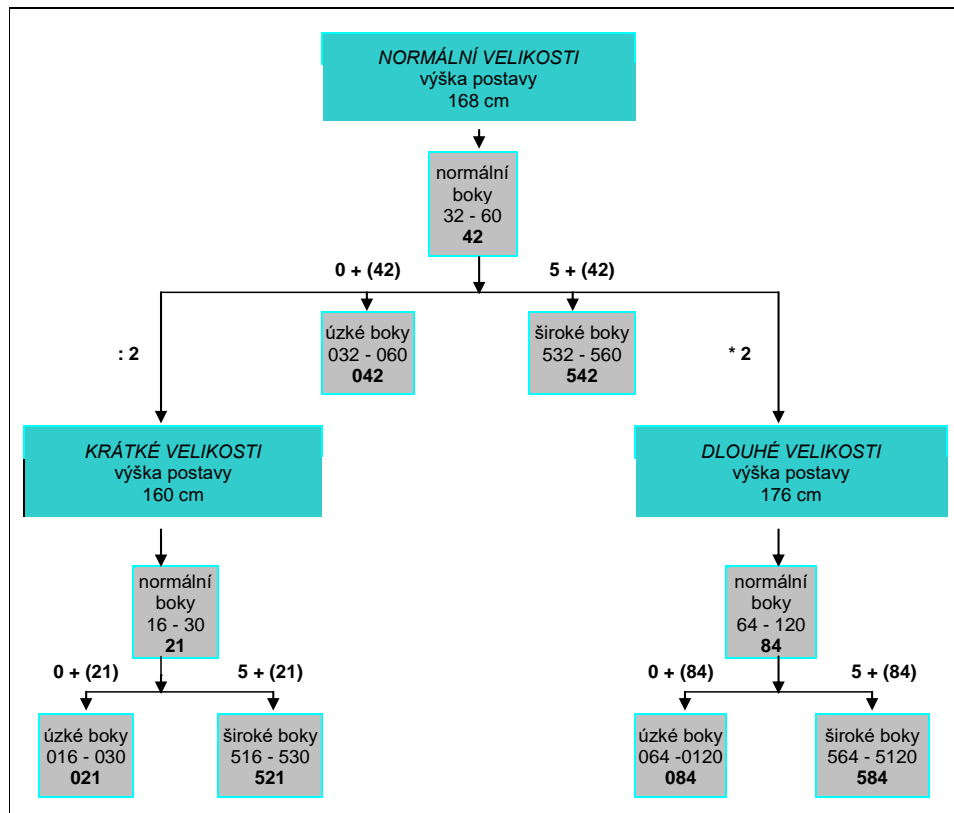 NORMÁLNÍ VELIKOSTI
výška postavy
168 cm
normální
boky
32 - 60
42
0 + (42)
5 + (42)
úzké boky
032 - 060
042
široké boky
532 - 560
542
: 2
* 2
KRÁTKÉ VELIKOSTI
výška postavy
160 cm
DLOUHÉ VELIKOSTI
výška postavy
176 cm
normální
boky
16 - 30
21
normální
boky
64 - 120
84
0 + (21)
5 + (21)
0 + (84)
5 + (84)
úzké boky
016 - 030
021
široké boky
516 - 530
521
úzké boky
064 -0120
084
široké boky
564 - 5120
584